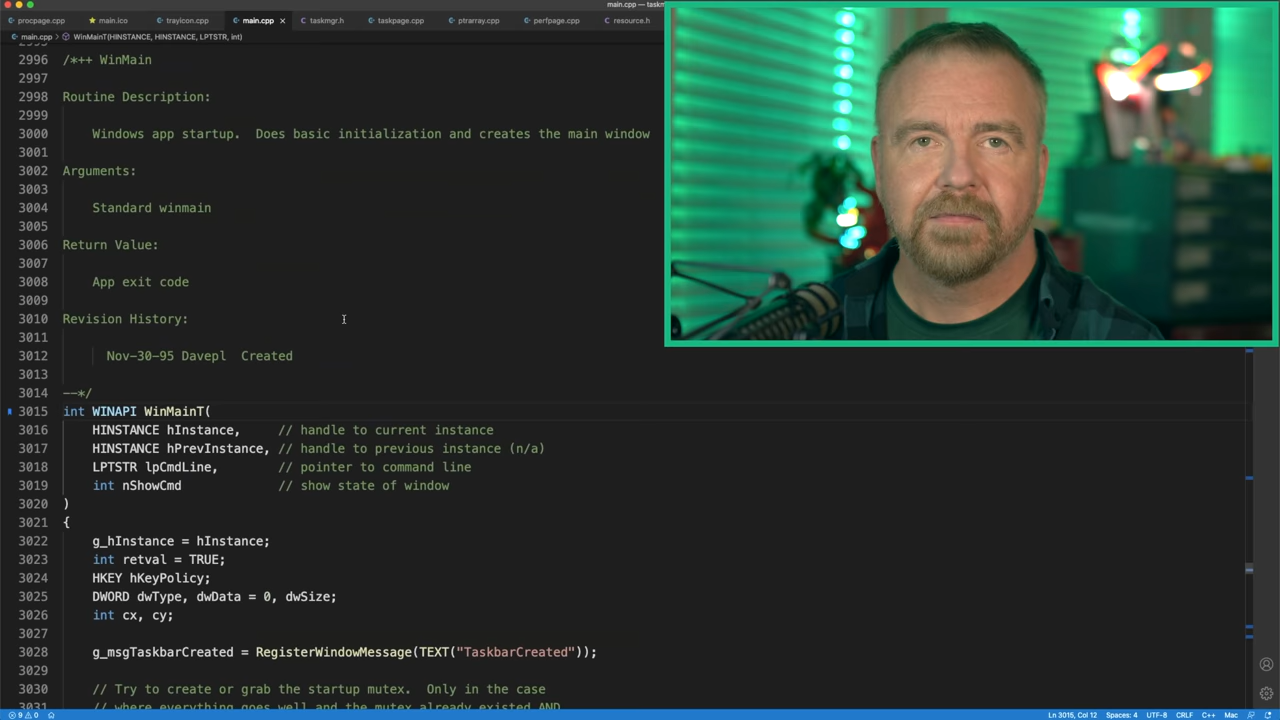 main.cpp — taskm
procpage.cpp main.ico trayicon.cpp main.cpp × taskmgr.h taskpage.cpp ptrarray.cpp perfpage.cpp resource.h
main.cpp > WinMainT(HINSTANCE, HINSTANCE, LPTSTR, int)
2995
2996 /*++ WinMain
2997
2998 Routine Description:
2999
3000 Windows app startup.  Does basic initialization and creates the main window
3001
3002 Arguments:
3003
3004 Standard winmain
3005
3006 Return Value:
3007
3008 App exit code
3009
3010 Revision History:
3011
3012 Nov-30-95 Davepl  Created
3013
3014 --*/
3015 int WINAPI WinMainT(
3016 HINSTANCE hInstance,     // handle to current instance
3017 HINSTANCE hPrevInstance, // handle to previous instance (n/a)
3018 LPTSTR lpCmdLine,        // pointer to command line
3019 int nShowCmd             // show state of window
3020 )
3021 {
3022 g_hInstance = hInstance;
3023 int retval = TRUE;
3024 HKEY hKeyPolicy;
3025 DWORD dwType, dwData = 0, dwSize;
3026 int cx, cy;
3027
3028 g_msgTaskbarCreated = RegisterWindowMessage(TEXT("TaskbarCreated"));
3029
3030 // Try to create or grab the startup mutex.  Only in the case
3031 // where everything goes well and the mutex already existed AND
9 0 Ln 3015, Col 12 Spaces: 4 UTF-8 CRLF C++ Mac